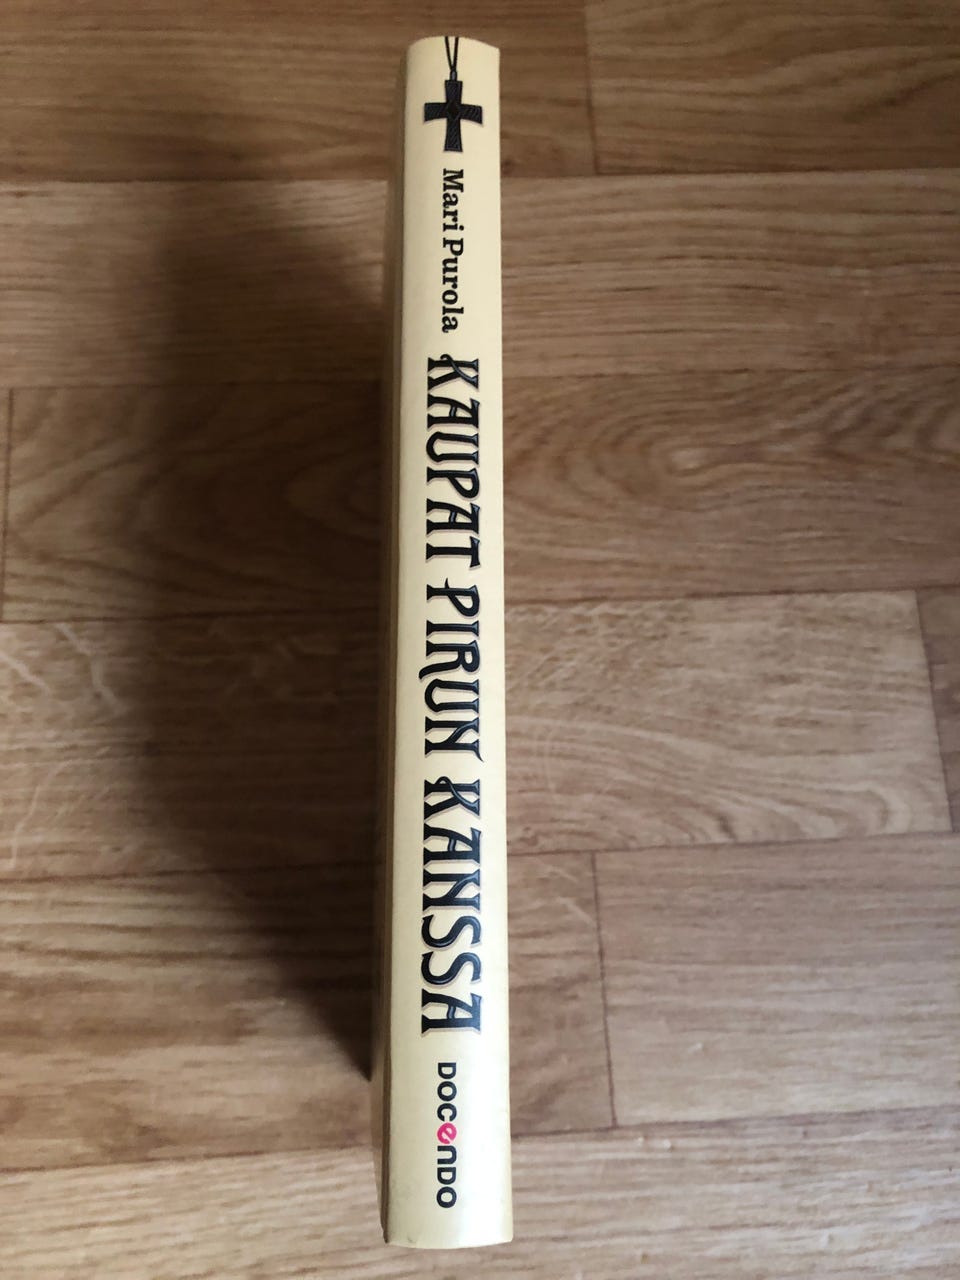 Mari Purola
KAUPAT PIRUN KANSSA
DOCENDO